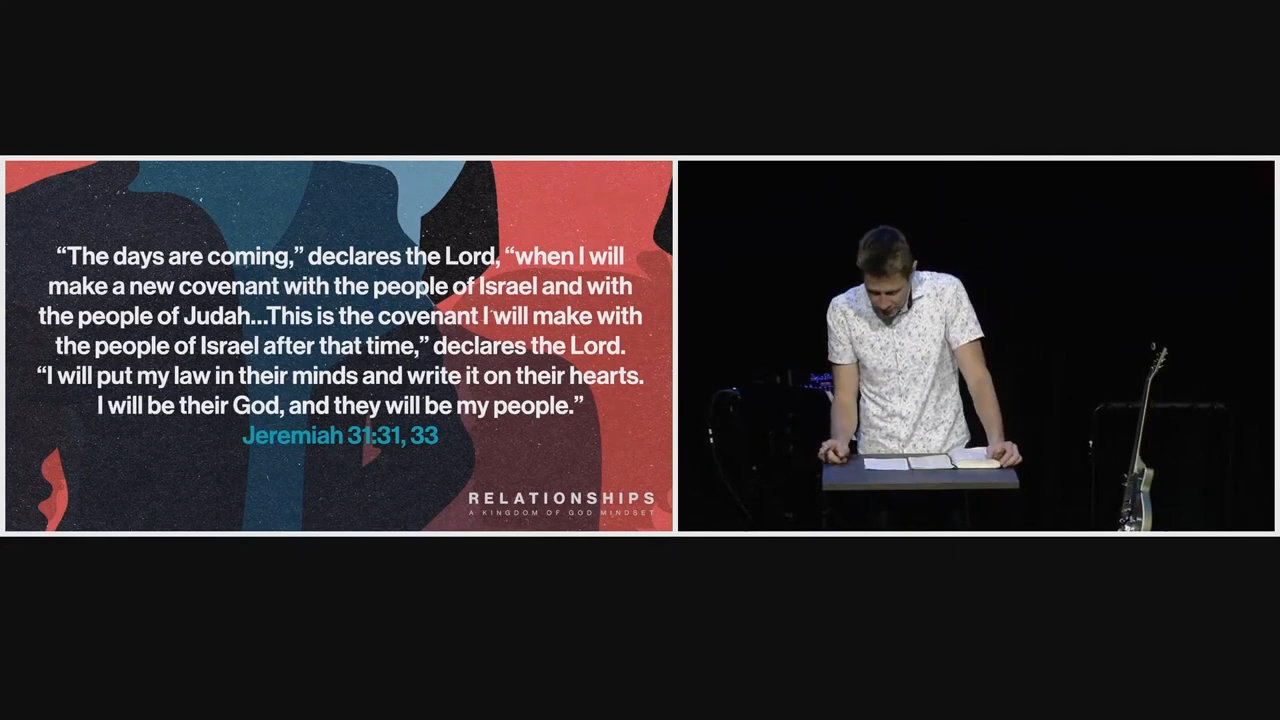 “The days are coming,” declares the Lord, “when I will
make a new covenant with the people of Israel and with
the people of Judah...This is the covenant I will make with
the people of Israel after that time,” declares the Lord.
“I will put my law in their minds and write it on their hearts.
I will be their God, and they will be my people.”
Jeremiah 31:31, 33
RELATIONSHIPS
A KINGDOM OF GOD MINDSET